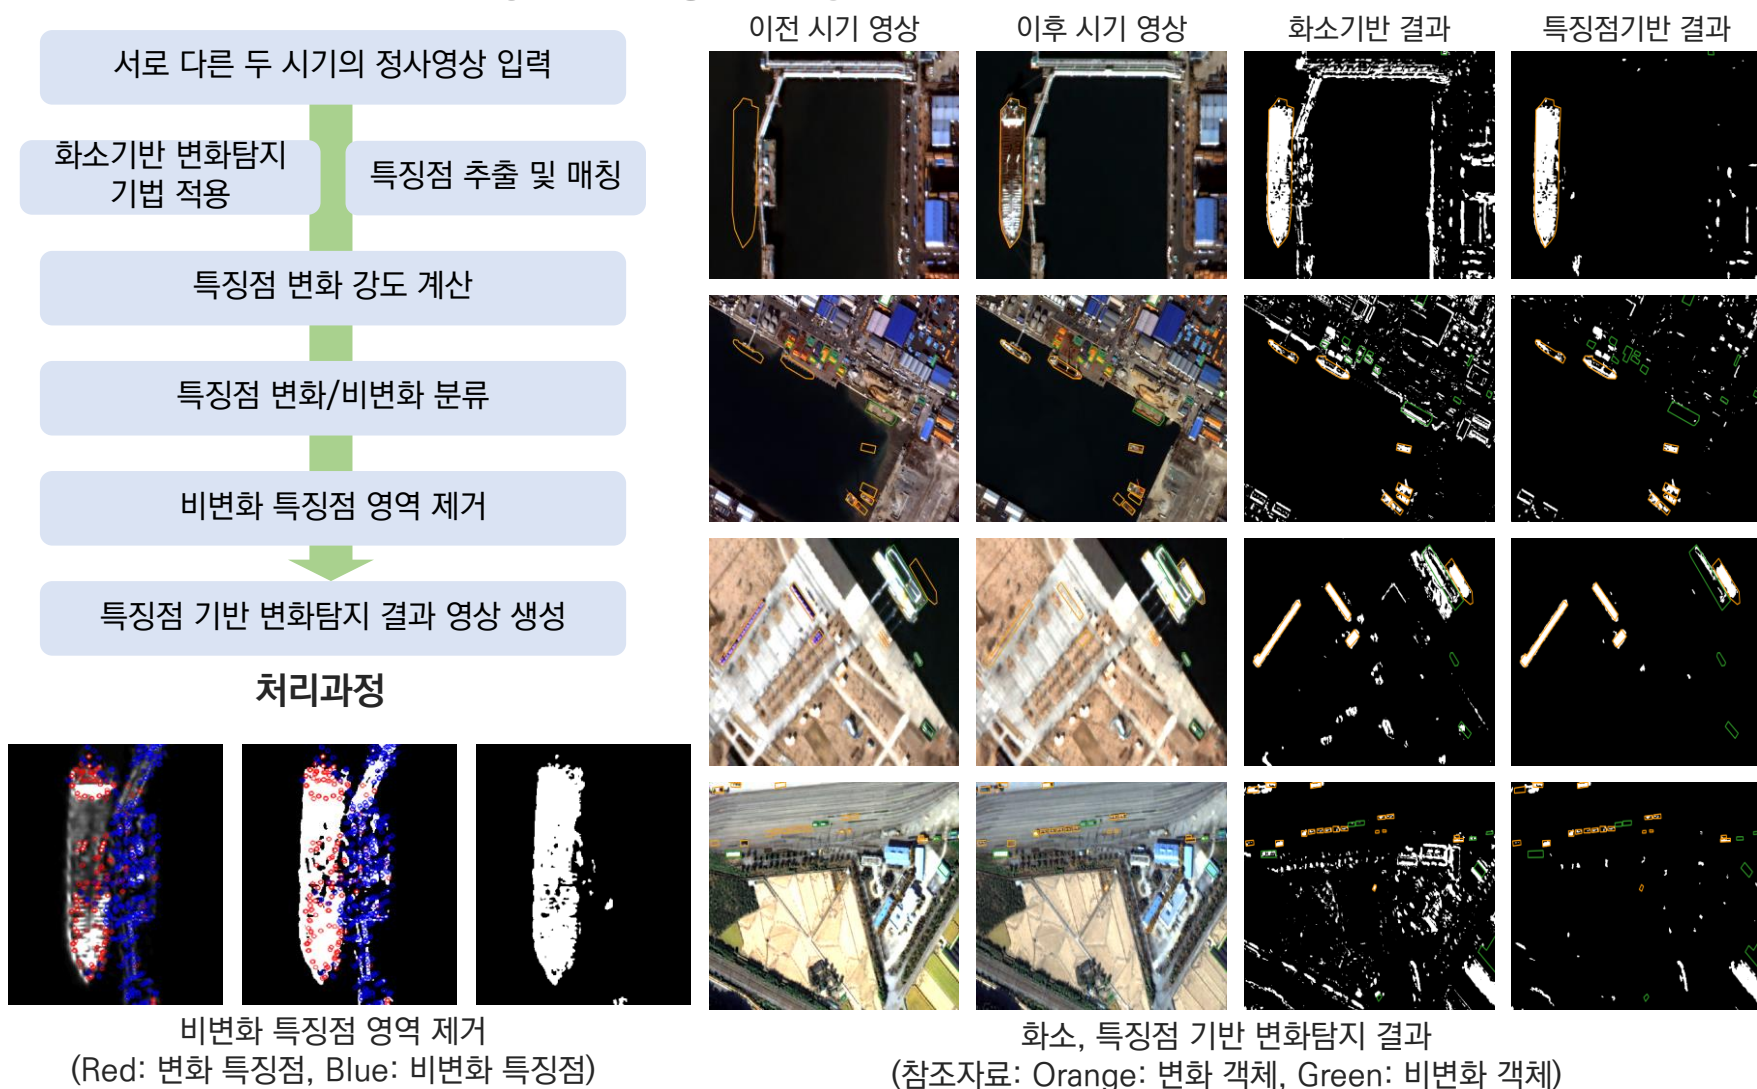 서로 다른 두 시기의 정사영상 입력
화소기반 변화탐지
기법 적용
특징점 추출 및 매칭
특징점 변화 강도 계산
특징점 변화/비변화 분류
비변화 특징점 영역 제거
특징점 기반 변화탐지 결과 영상 생성
처리과정
비변화 특징점 영역 제거
(Red: 변화 특징점, Blue: 비변화 특징점)
이전 시기 영상
이후 시기 영상
화소기반 결과
특징점기반 결과
화소, 특징점 기반 변화탐지 결과
(참조자료: Orange: 변화 객체, Green: 비변화 객체)